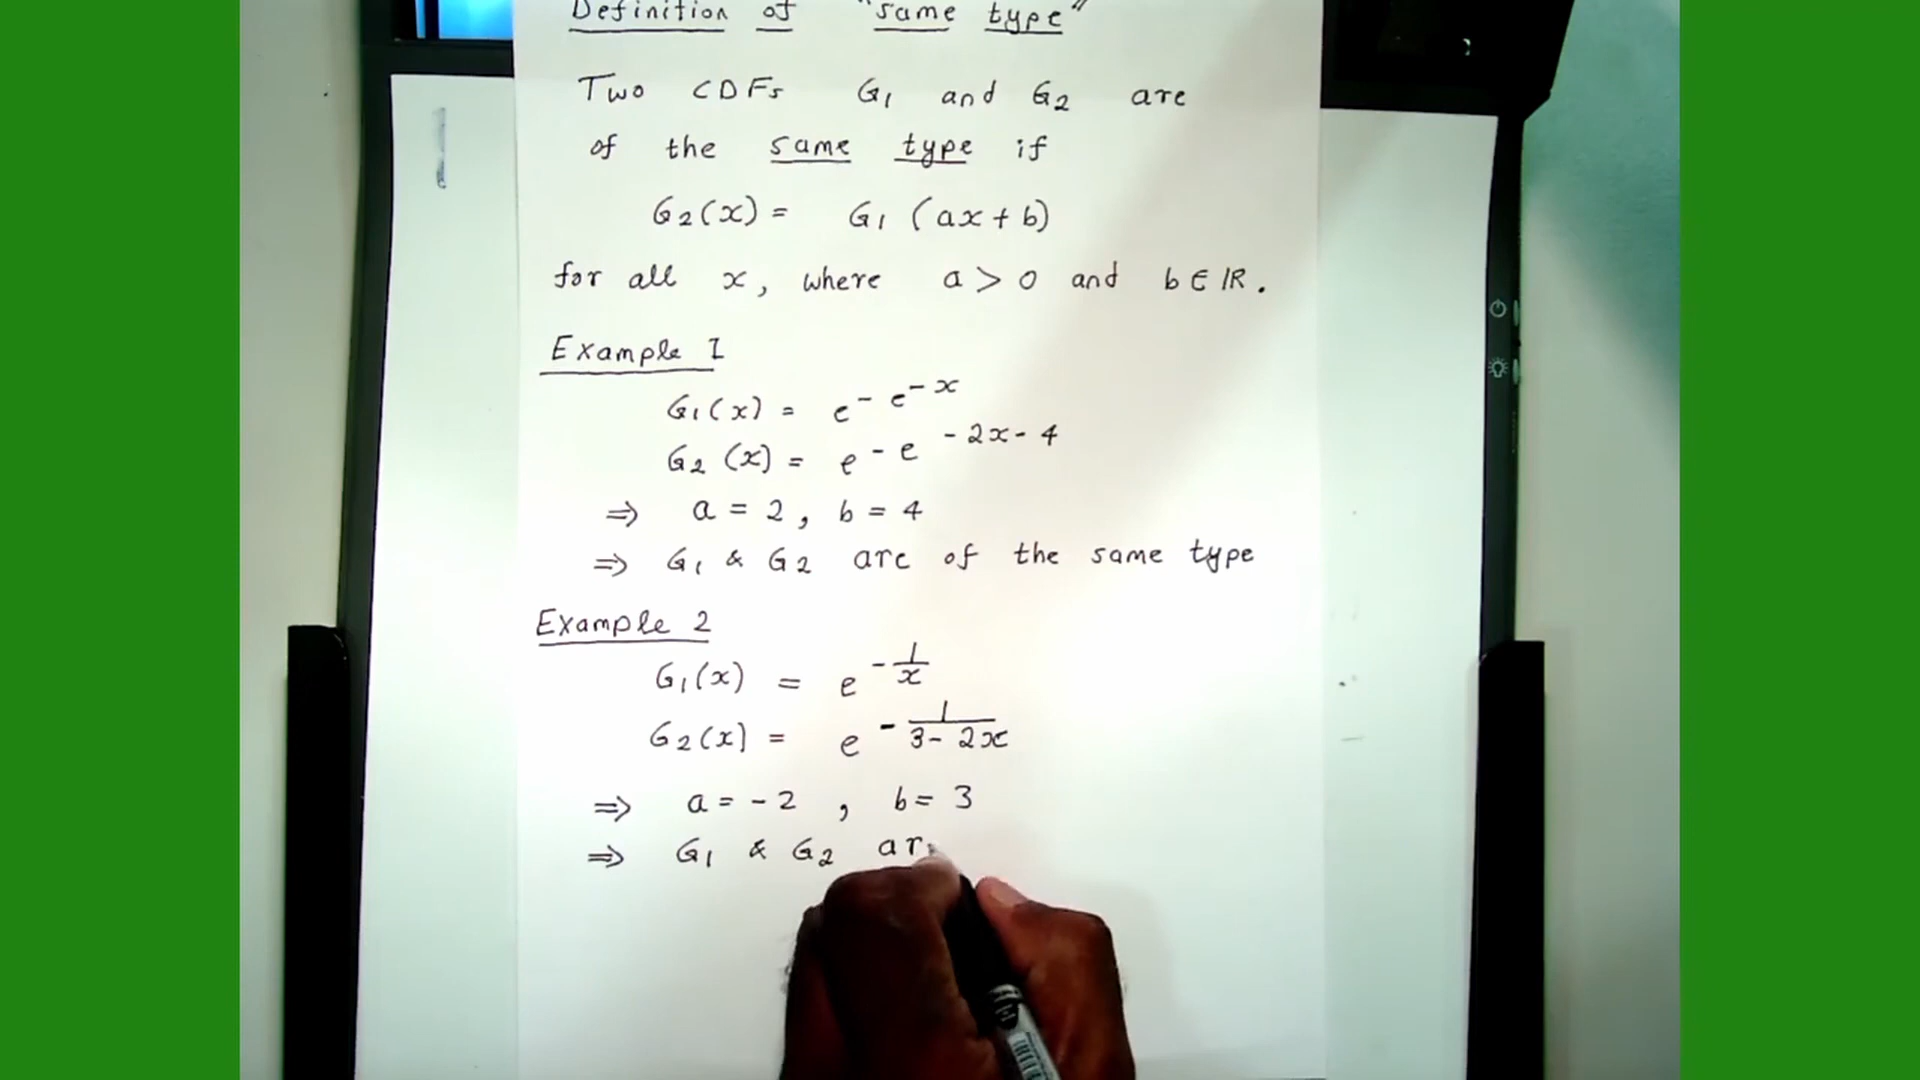 Definition of "same type"
Two CDFs G₁ and G₂ are
of the same type if
G₂(x) = G₁ (ax + b)
for all x, where a > 0 and b ∈ ℝ.
Example 1
G₁(x) = e^{-e^{-x}}
G₂(x) = e^{-e^{-2x-4}}
⇒ a = 2, b = 4
⇒ G₁ & G₂ are of the same type
Example 2
G₁(x) = e^{-\frac{1}{x}}
G₂(x) = e^{-\frac{1}{3-2x}}
⇒ a = -2, b = 3
⇒ G₁ & G₂ ar